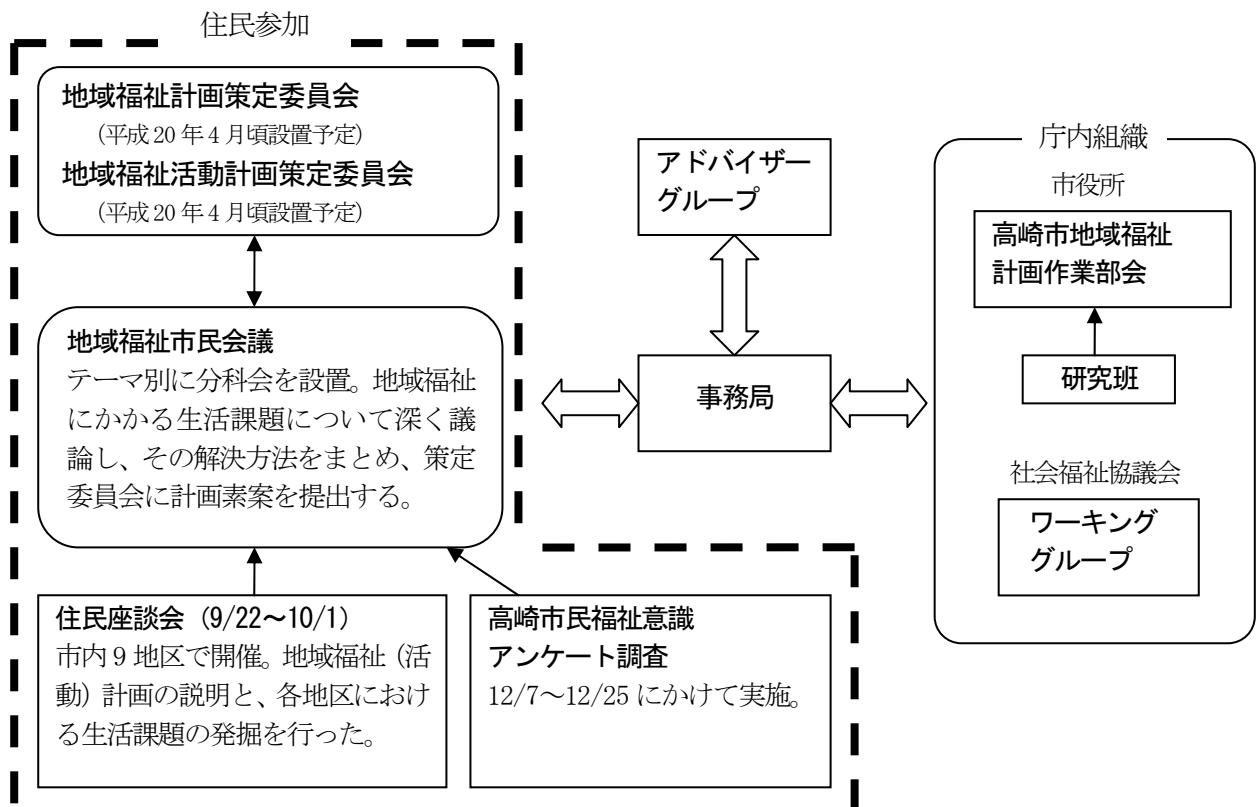 住民参加
地域福祉計画策定委員会
(平成20年4月頃設置予定)
地域福祉活動計画策定委員会
(平成20年4月頃設置予定)
地域福祉市民会議
テーマ別に分科会を設置。地域福祉
にかかる生活課題について深く議
論し、その解決方法をまとめ、策定
委員会に計画素案を提出する。
住民座談会 (9/22~10/1)
市内9地区で開催。地域福祉(活
動)計画の説明と、各地区におけ
る生活課題の発掘を行った。
高崎市民福祉意識
アンケート調査
12/7~12/25にかけて実施。
アドバイザー
グループ
事務局
庁内組織
市役所
高崎市地域福祉
計画作業部会
研究班
社会福祉協議会
ワーキング
グループ